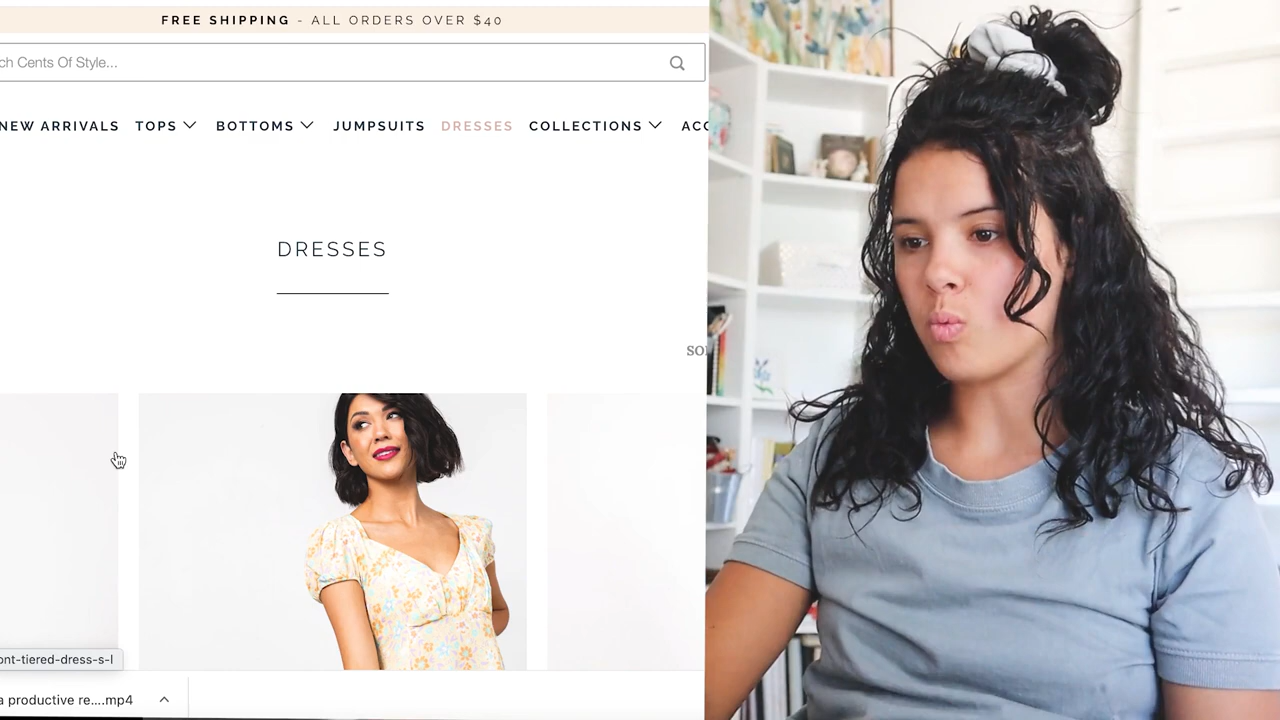 FREE SHIPPING - ALL ORDERS OVER $40
ch Cents Of Style...
NEW ARRIVALS TOPS BOTTOMS JUMPSUITS DRESSES COLLECTIONS ACC
DRESSES
SO
ont-tiered-dress-s-l
a productive re....mp4